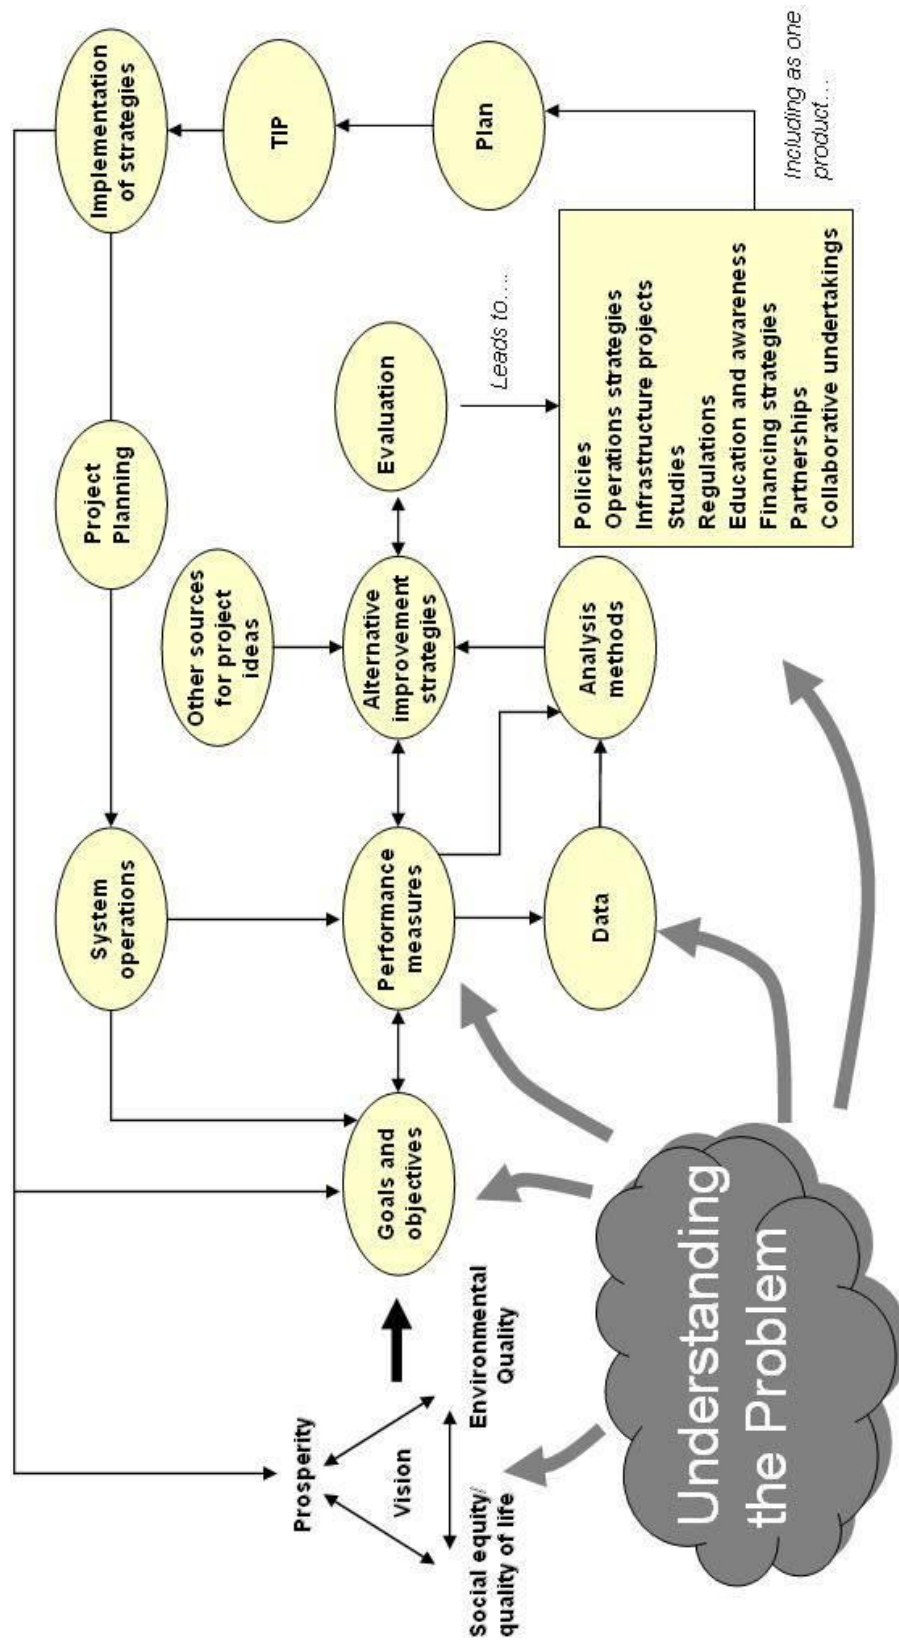 Implementation
of strategies
Project
Planning
System
operations
TIP
Other sources
for project
ideas
Prosperity
Vision
Social equity/
quality of life
Environmental
Quality
Goals and
objectives
Performance
measures
Alternative
improvement
strategies
Evaluation
Plan
Leads to….
Data
Analysis
methods
Policies
Operations strategies
Infrastructure projects
Studies
Regulations
Education and awareness
Financing strategies
Partnerships
Collaborative undertakings
Including as one
product….
Understanding
the Problem